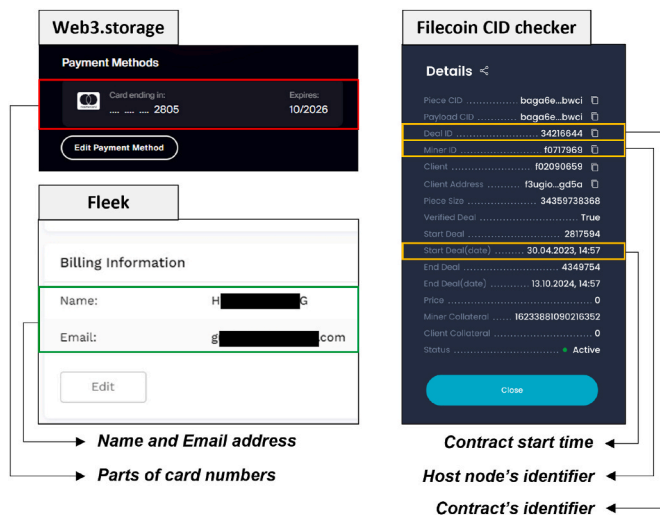 Web3.storage
Payment Methods
Card ending in:
.... .... .... 2805
Expires:
10/2026
Edit Payment Method
Fleek
Billing Information
Name:
H G
Email:
g .com
Edit
Name and Email address
Parts of card numbers
Filecoin CID checker
Details
Piece CID ................ baga6e...bwci
Payload CID ............ baga6e...bwci
Deal ID ........................ 34216644
Miner ID ........................ f0717969
Client ........................ f02090659
Client Address .......... f3ugio...gd5a
Piece Size ........................ 34359738368
Verified Deal ........................ True
Start Deal ........................ 2817594
Start Deal(date) ........ 30.04.2023, 14:57
End Deal ........................ 4349754
End Deal(date) .......... 13.10.2024, 14:57
Price ........................ 0
Miner Collateral ..... 16233881090216352
Client Collateral ........................ 0
Status ........................ Active
Close
Contract start time
Host node's identifier
Contract's identifier